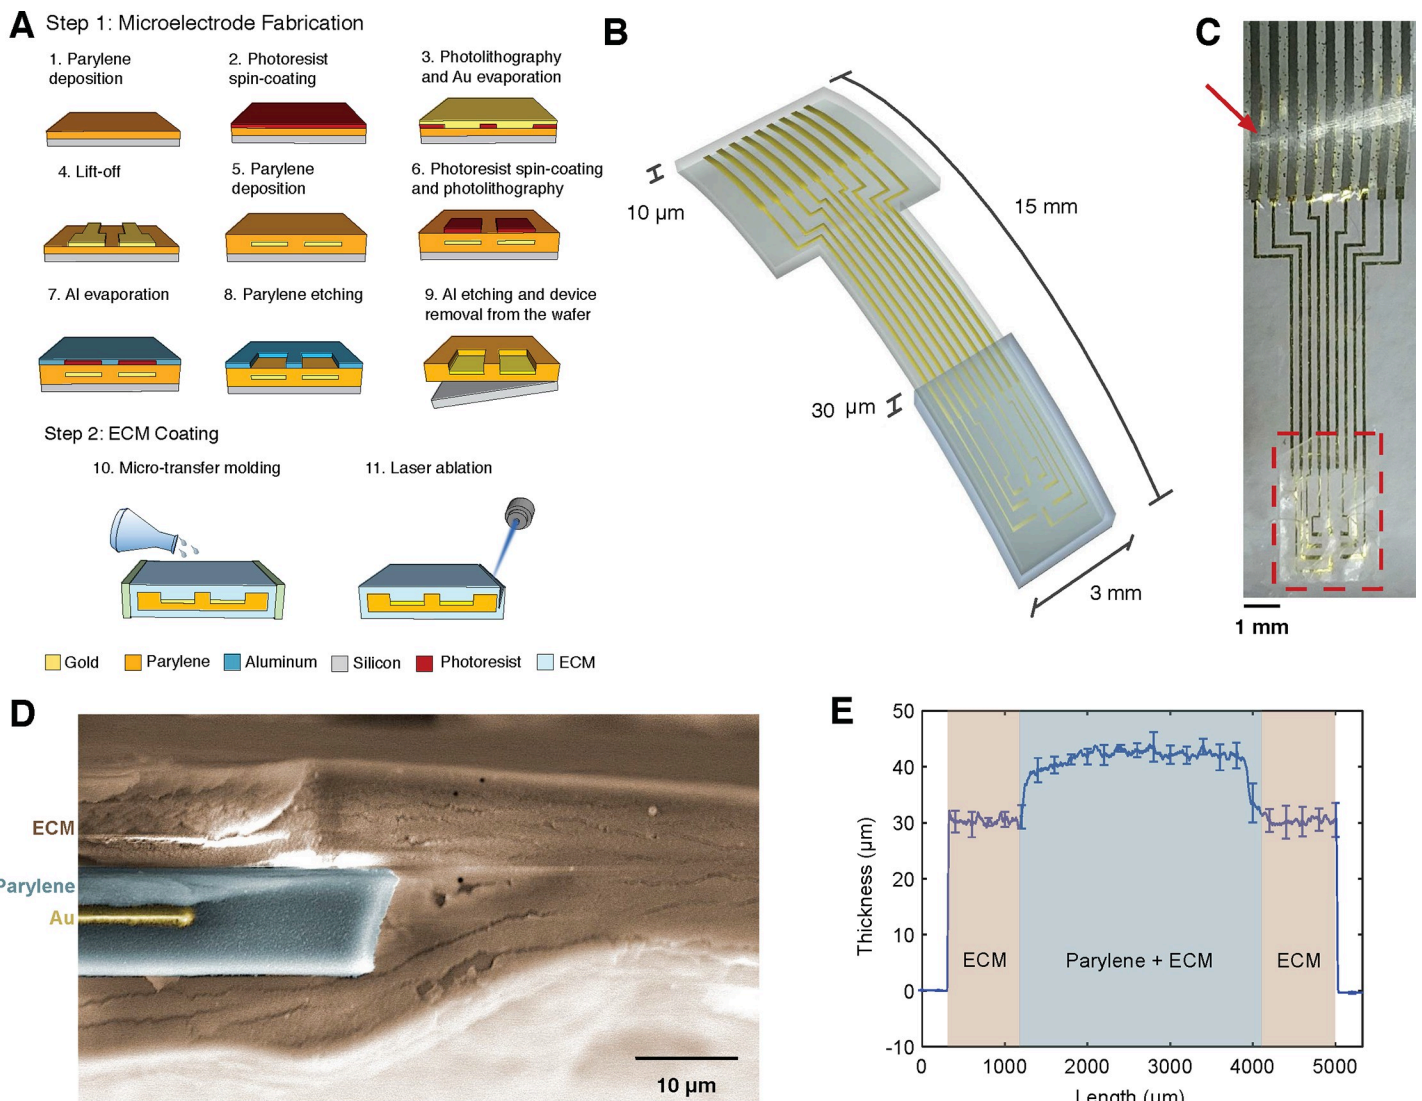 A
Step 1: Microelectrode Fabrication
1. Parylene
deposition
2. Photoresist
spin-coating
3. Photolithography
and Au evaporation
4. Lift-off
5. Parylene
deposition
6. Photoresist spin-coating
and photolithography
7. Al evaporation
8. Parylene etching
9. Al etching and device
removal from the wafer
Step 2: ECM Coating
10. Micro-transfer molding
11. Laser ablation
Gold
Parylene
Aluminum
Silicon
Photoresist
ECM
B
10 μm
15 mm
30 μm
3 mm
C
1 mm
D
ECM
Parylene
Au
10 μm
E
Thickness (μm)
50
40
30
20
10
0
-10
ECM
Parylene + ECM
ECM
0
1000
2000
3000
4000
5000
Length (μm)